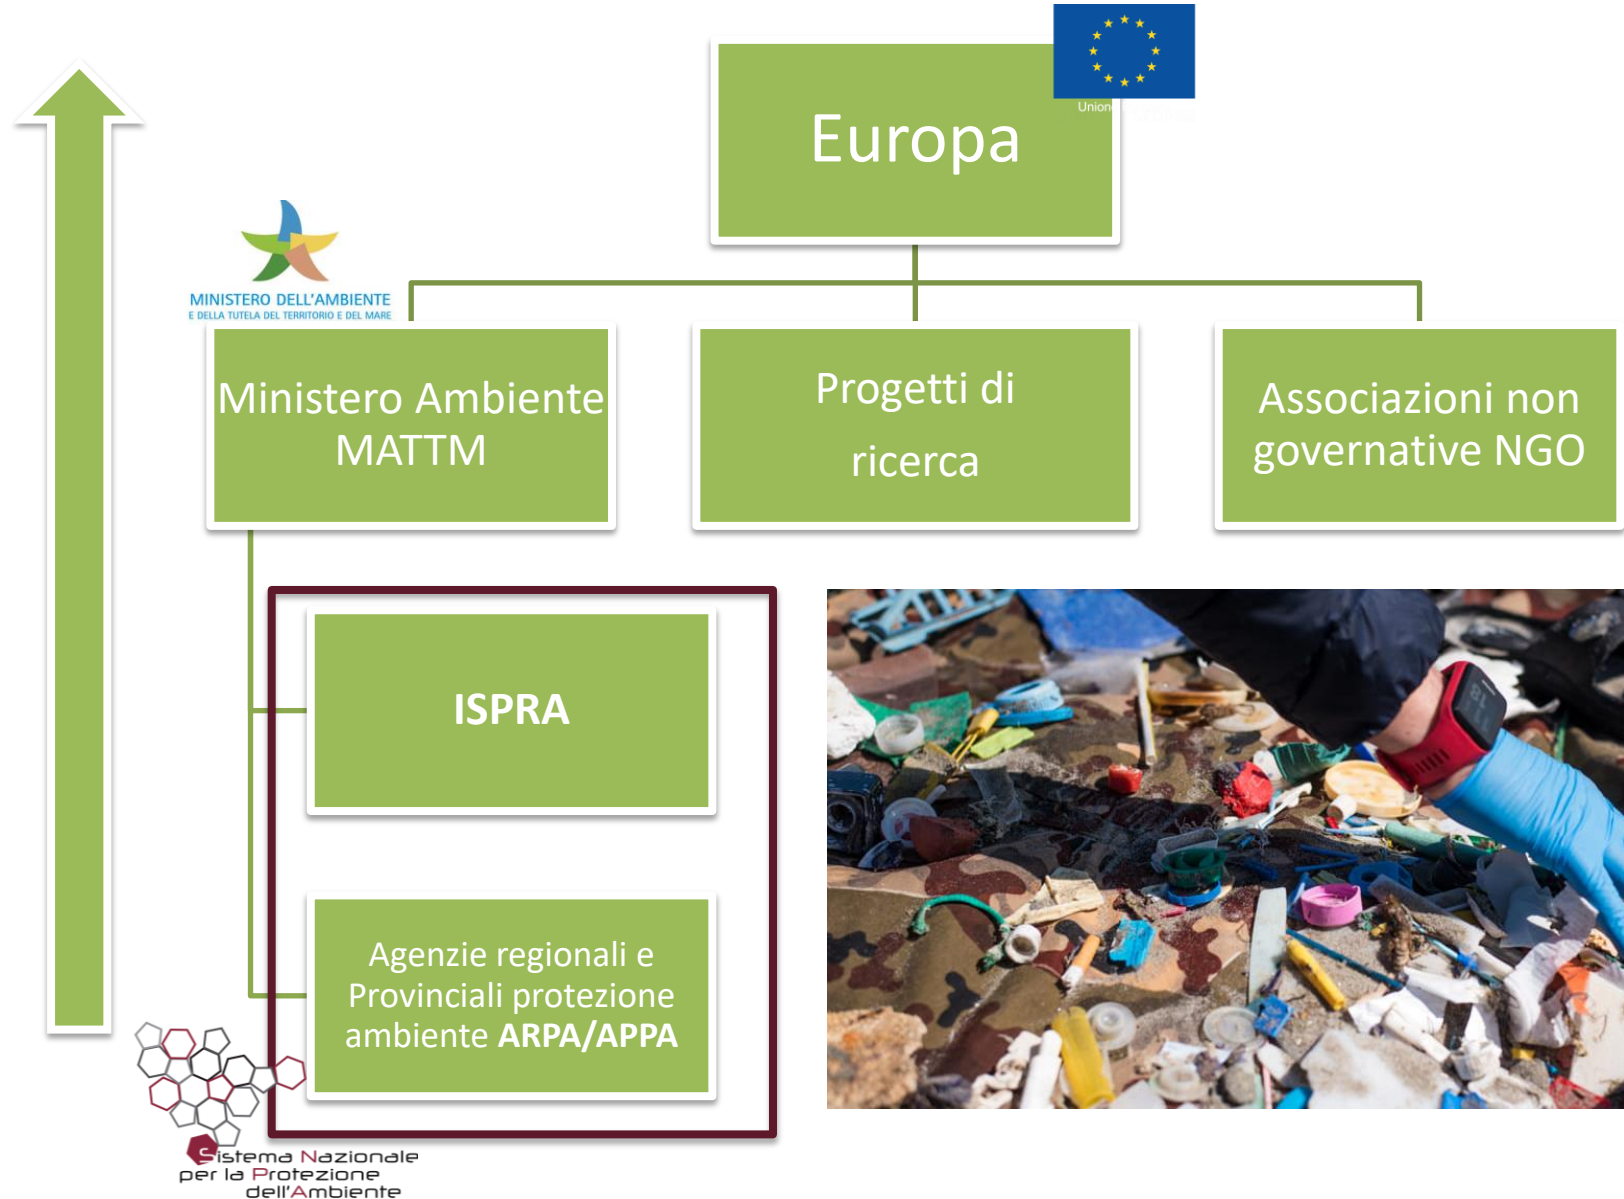 Europa
Union
MINISTERO DELL'AMBIENTE
E DELLA TUTELA DEL TERRITORIO E DEL MARE
Ministero Ambiente
MATTM
Progetti di
ricerca
Associazioni non
governative NGO
ISPRA
Agenzie regionali e
Provinciali protezione
ambiente ARPA/APPA
Sistema Nazionale
per la Protezione
dell'Ambiente